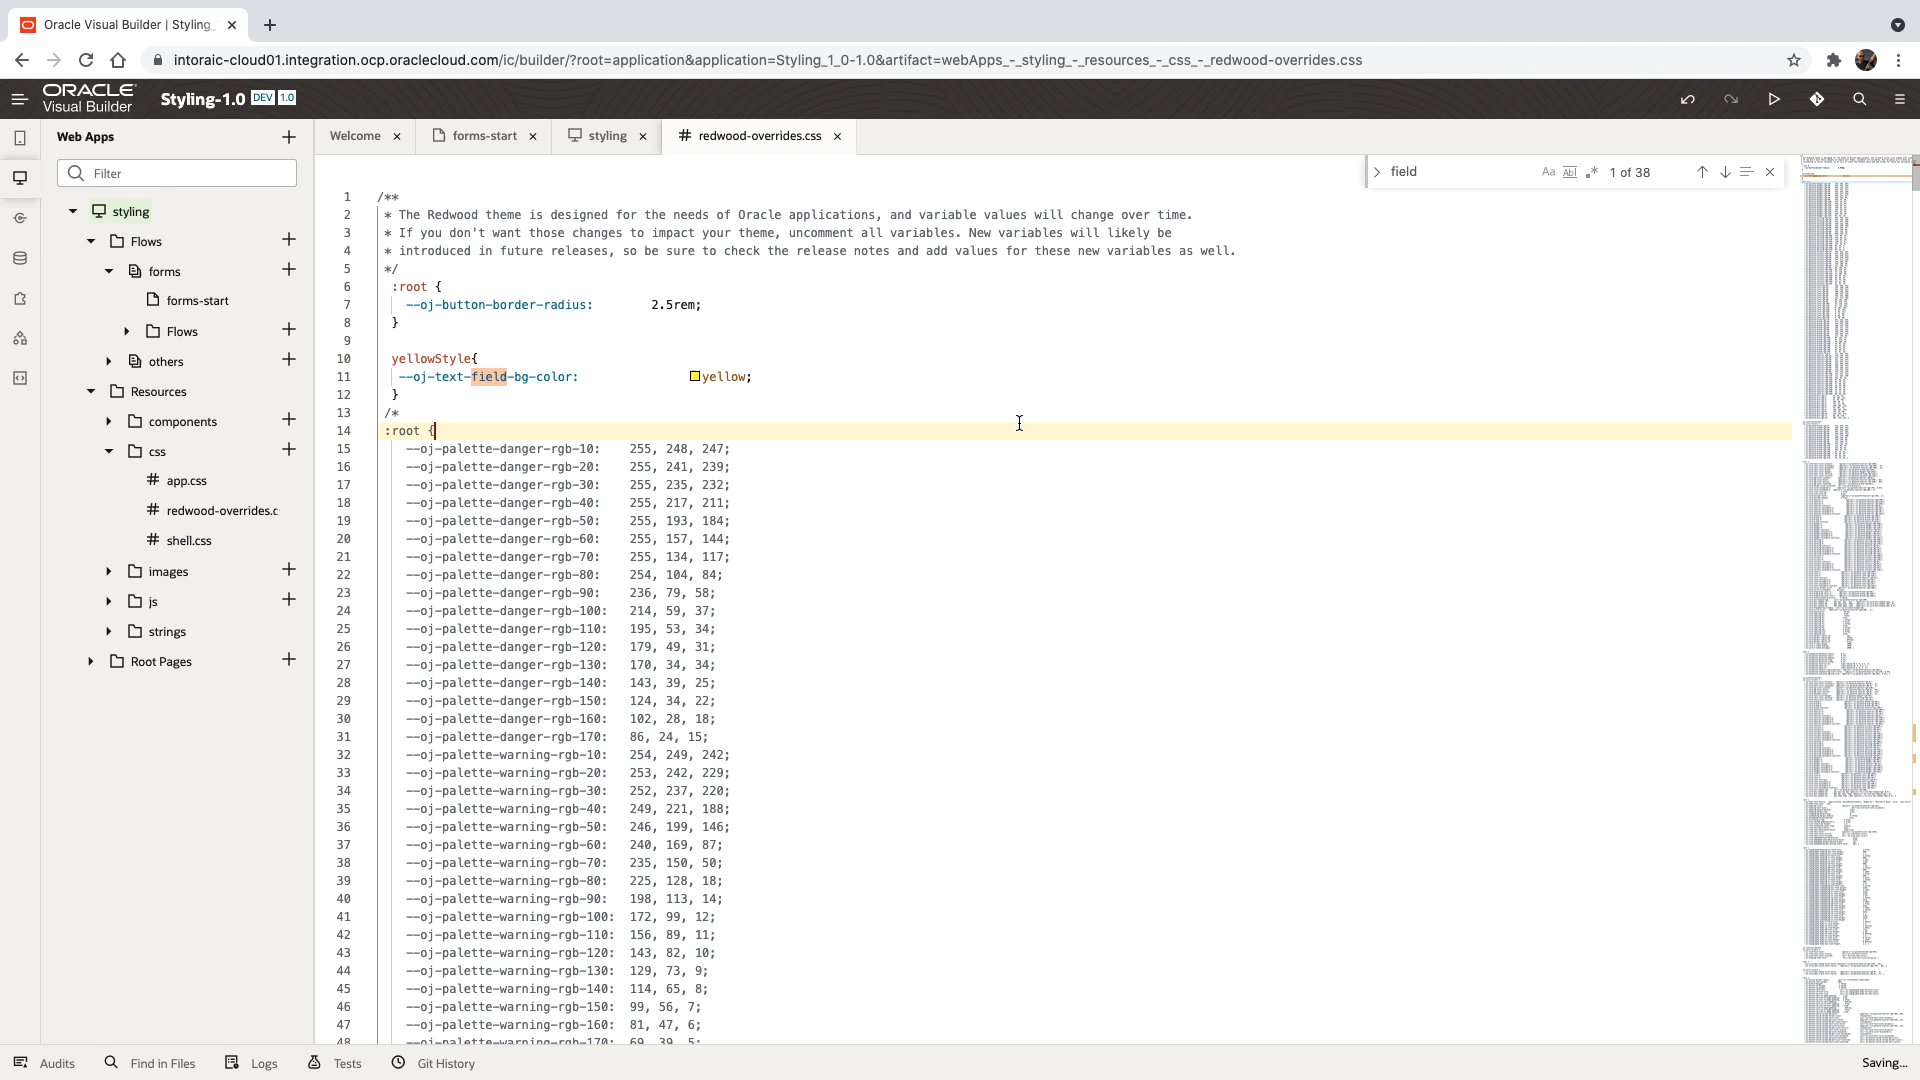 Oracle Visual Builder | Styling_
intoraic-cloud01.integration.ocp.oraclecloud.com/ic/builder/?root=application&application=Styling_1_0-1.0&artifact=webApps_-_styling_-_resources_-_css_-_redwood-overrides.css
ORACLE
Visual Builder
Styling-1.0 DEV 1.0
Web Apps
Filter
styling
Flows
forms
forms-start
Flows
others
Resources
components
css
app.css
redwood-overrides.c
shell.css
images
js
strings
Root Pages
Welcome forms-start styling # redwood-overrides.css
field Aa Abl .* 1 of 38
1 /**
2 * The Redwood theme is designed for the needs of Oracle applications, and variable values will change over time.
3 * If you don't want those changes to impact your theme, uncomment all variables. New variables will likely be
4 * introduced in future releases, so be sure to check the release notes and add values for these new variables as well.
5 */
6 :root {
7 --oj-button-border-radius: 2.5rem;
8 }
9
10 yellowStyle{
11 --oj-text-field-bg-color: yellow;
12 }
13 /*
14 :root {
15 --oj-palette-danger-rgb-10: 255, 248, 247;
16 --oj-palette-danger-rgb-20: 255, 241, 239;
17 --oj-palette-danger-rgb-30: 255, 235, 232;
18 --oj-palette-danger-rgb-40: 255, 217, 211;
19 --oj-palette-danger-rgb-50: 255, 193, 184;
20 --oj-palette-danger-rgb-60: 255, 157, 144;
21 --oj-palette-danger-rgb-70: 255, 134, 117;
22 --oj-palette-danger-rgb-80: 254, 104, 84;
23 --oj-palette-danger-rgb-90: 236, 79, 58;
24 --oj-palette-danger-rgb-100: 214, 59, 37;
25 --oj-palette-danger-rgb-110: 195, 53, 34;
26 --oj-palette-danger-rgb-120: 179, 49, 31;
27 --oj-palette-danger-rgb-130: 170, 34, 34;
28 --oj-palette-danger-rgb-140: 143, 39, 25;
29 --oj-palette-danger-rgb-150: 124, 34, 22;
30 --oj-palette-danger-rgb-160: 102, 28, 18;
31 --oj-palette-danger-rgb-170: 86, 24, 15;
32 --oj-palette-warning-rgb-10: 254, 249, 242;
33 --oj-palette-warning-rgb-20: 253, 242, 229;
34 --oj-palette-warning-rgb-30: 252, 237, 220;
35 --oj-palette-warning-rgb-40: 249, 221, 188;
36 --oj-palette-warning-rgb-50: 246, 199, 146;
37 --oj-palette-warning-rgb-60: 240, 169, 87;
38 --oj-palette-warning-rgb-70: 235, 150, 50;
39 --oj-palette-warning-rgb-80: 225, 128, 18;
40 --oj-palette-warning-rgb-90: 198, 113, 14;
41 --oj-palette-warning-rgb-100: 172, 99, 12;
42 --oj-palette-warning-rgb-110: 156, 89, 11;
43 --oj-palette-warning-rgb-120: 143, 82, 10;
44 --oj-palette-warning-rgb-130: 129, 73, 9;
45 --oj-palette-warning-rgb-140: 114, 65, 8;
46 --oj-palette-warning-rgb-150: 99, 56, 7;
47 --oj-palette-warning-rgb-160: 81, 47, 6;
48 --oj-palette-warning-rgb-170: 69, 39, 5;
Audits Find in Files Logs Tests Git History Saving...